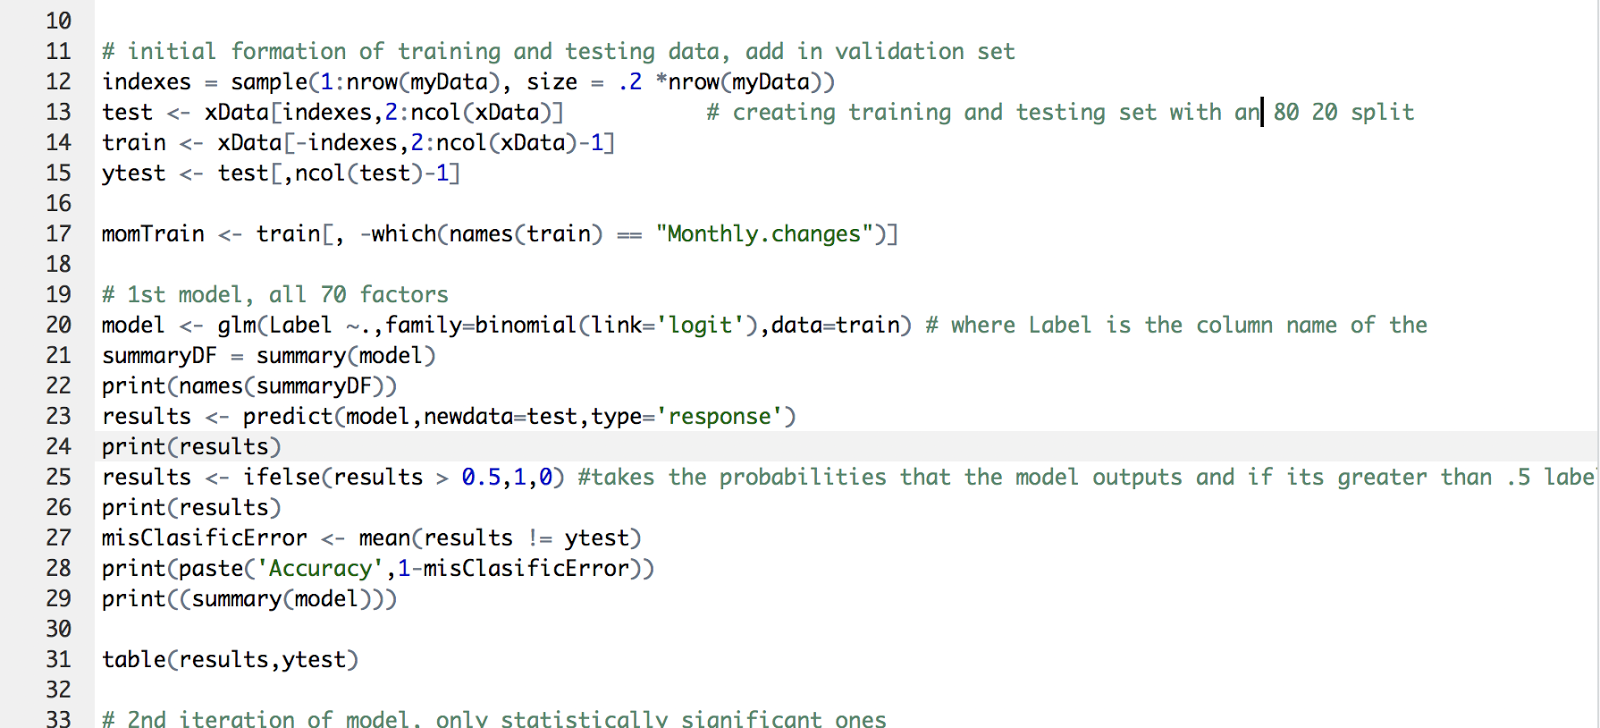 10
11 # initial formation of training and testing data, add in validation set
12 indexes = sample(1:nrow(myData), size = .2 *nrow(myData))
13 test <- xData[indexes,2:ncol(xData)] # creating training and testing set with an 80 20 split
14 train <- xData[-indexes,2:ncol(xData)-1]
15 ytest <- test[,ncol(test)-1]
16
17 momTrain <- train[, -which(names(train) == "Monthly.changes")]
18
19 # 1st model, all 70 factors
20 model <- glm(Label ~.,family=binomial(link='logit'),data=train) # where Label is the column name of the
21 summaryDF = summary(model)
22 print(names(summaryDF))
23 results <- predict(model,newdata=test,type='response')
24 print(results)
25 results <- ifelse(results > 0.5,1,0) #takes the probabilities that the model outputs and if its greater than .5 labe
26 print(results)
27 misClasificError <- mean(results != ytest)
28 print(paste('Accuracy',1-misClasificError))
29 print((summary(model)))
30
31 table(results,ytest)
32
33 # 2nd iteration of model, only statistically significant ones